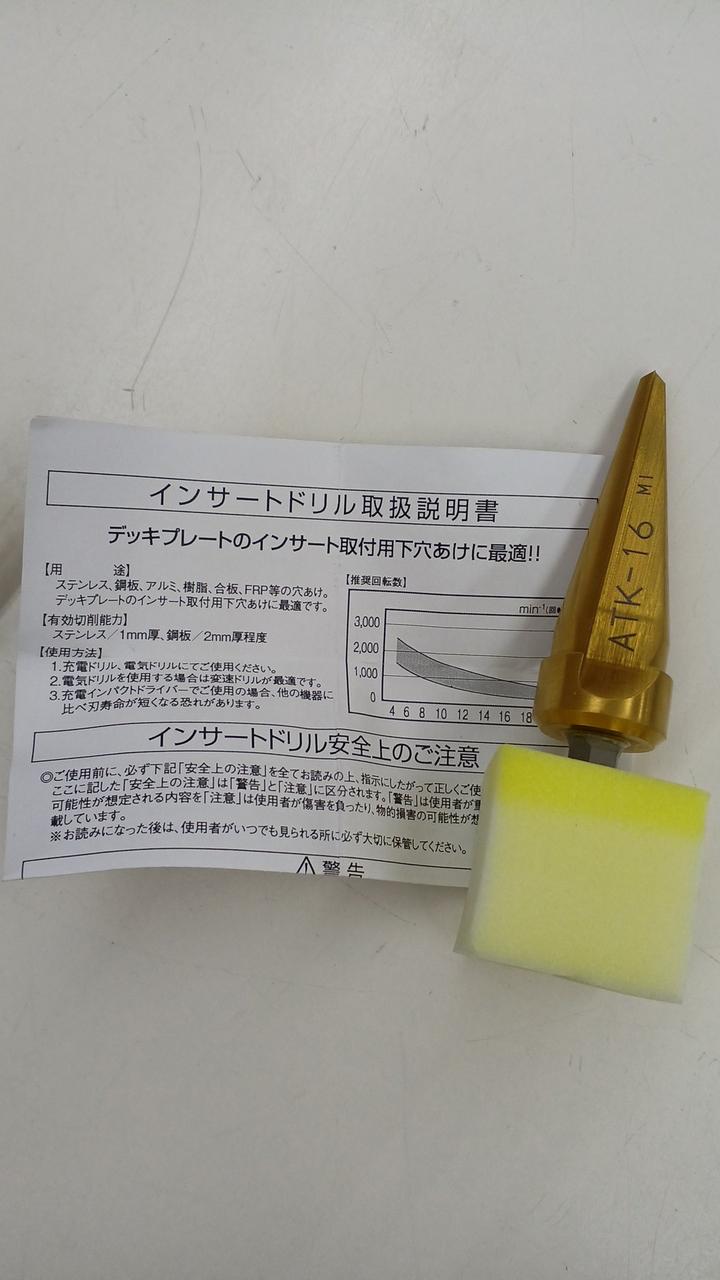 インサートドリル取扱説明書
デッキプレートのインサート取付用下穴あけに最適!!
【用　　途】
ステンレス、鋼板、アルミ、樹脂、合板、FRP等の穴あけ。
デッキプレートのインサート取付用下穴あけに最適です。
【有効切削能力】
ステンレス／1mm厚、鋼板／2mm厚程度
【使用方法】
1.充電ドリル、電気ドリルにてご使用ください。
2.電気ドリルを使用する場合は変速ドリルが最適です。
3.充電インパクトドライバーでご使用の場合、他の機器に
比べ刃寿命が短くなる恐れがあります。
【推奨回転数】
min⁻¹(回
3,000
2,000
1,000
0
4 6 8 10 12 14 16 18
インサートドリル安全上のご注意
◎ご使用前に、必ず下記「安全上の注意」を全てお読みの上、指示にしたがって正しくご使
ここに記した「安全上の注意」は「警告」と「注意」に区分されます。「警告」は使用者が
可能性が想定される内容を「注意」は使用者が傷害を負ったり、物的損害の可能性が想
載しています。
※お読みになった後は、使用者がいつでも見られる所に必ず大切に保管してください。
⚠警告
ATK-16 MI